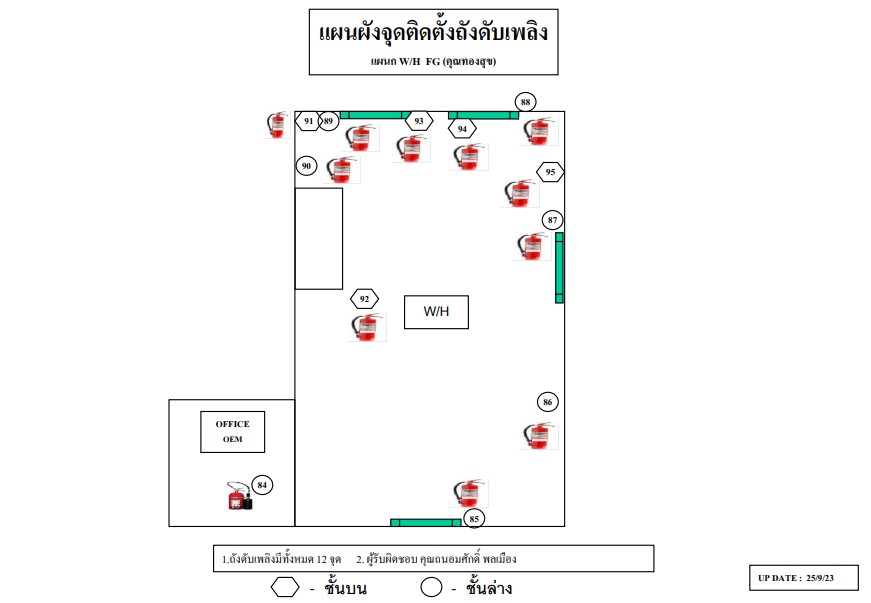 แผนผังจุดติดตั้งถังดับเพลิง
แผนก W/H FG (คุณทองสุข)
88
91 89 93
94
90
95
87
92
W/H
86
OFFICE
OEM
84
85
1.ถังดับเพลิงมีทั้งหมด 12 จุด 2. ผู้รับผิดชอบ คุณถนอมศักดิ์ พลเมือง
- ชั้นบน - ชั้นล่าง
UP DATE : 25/9/23